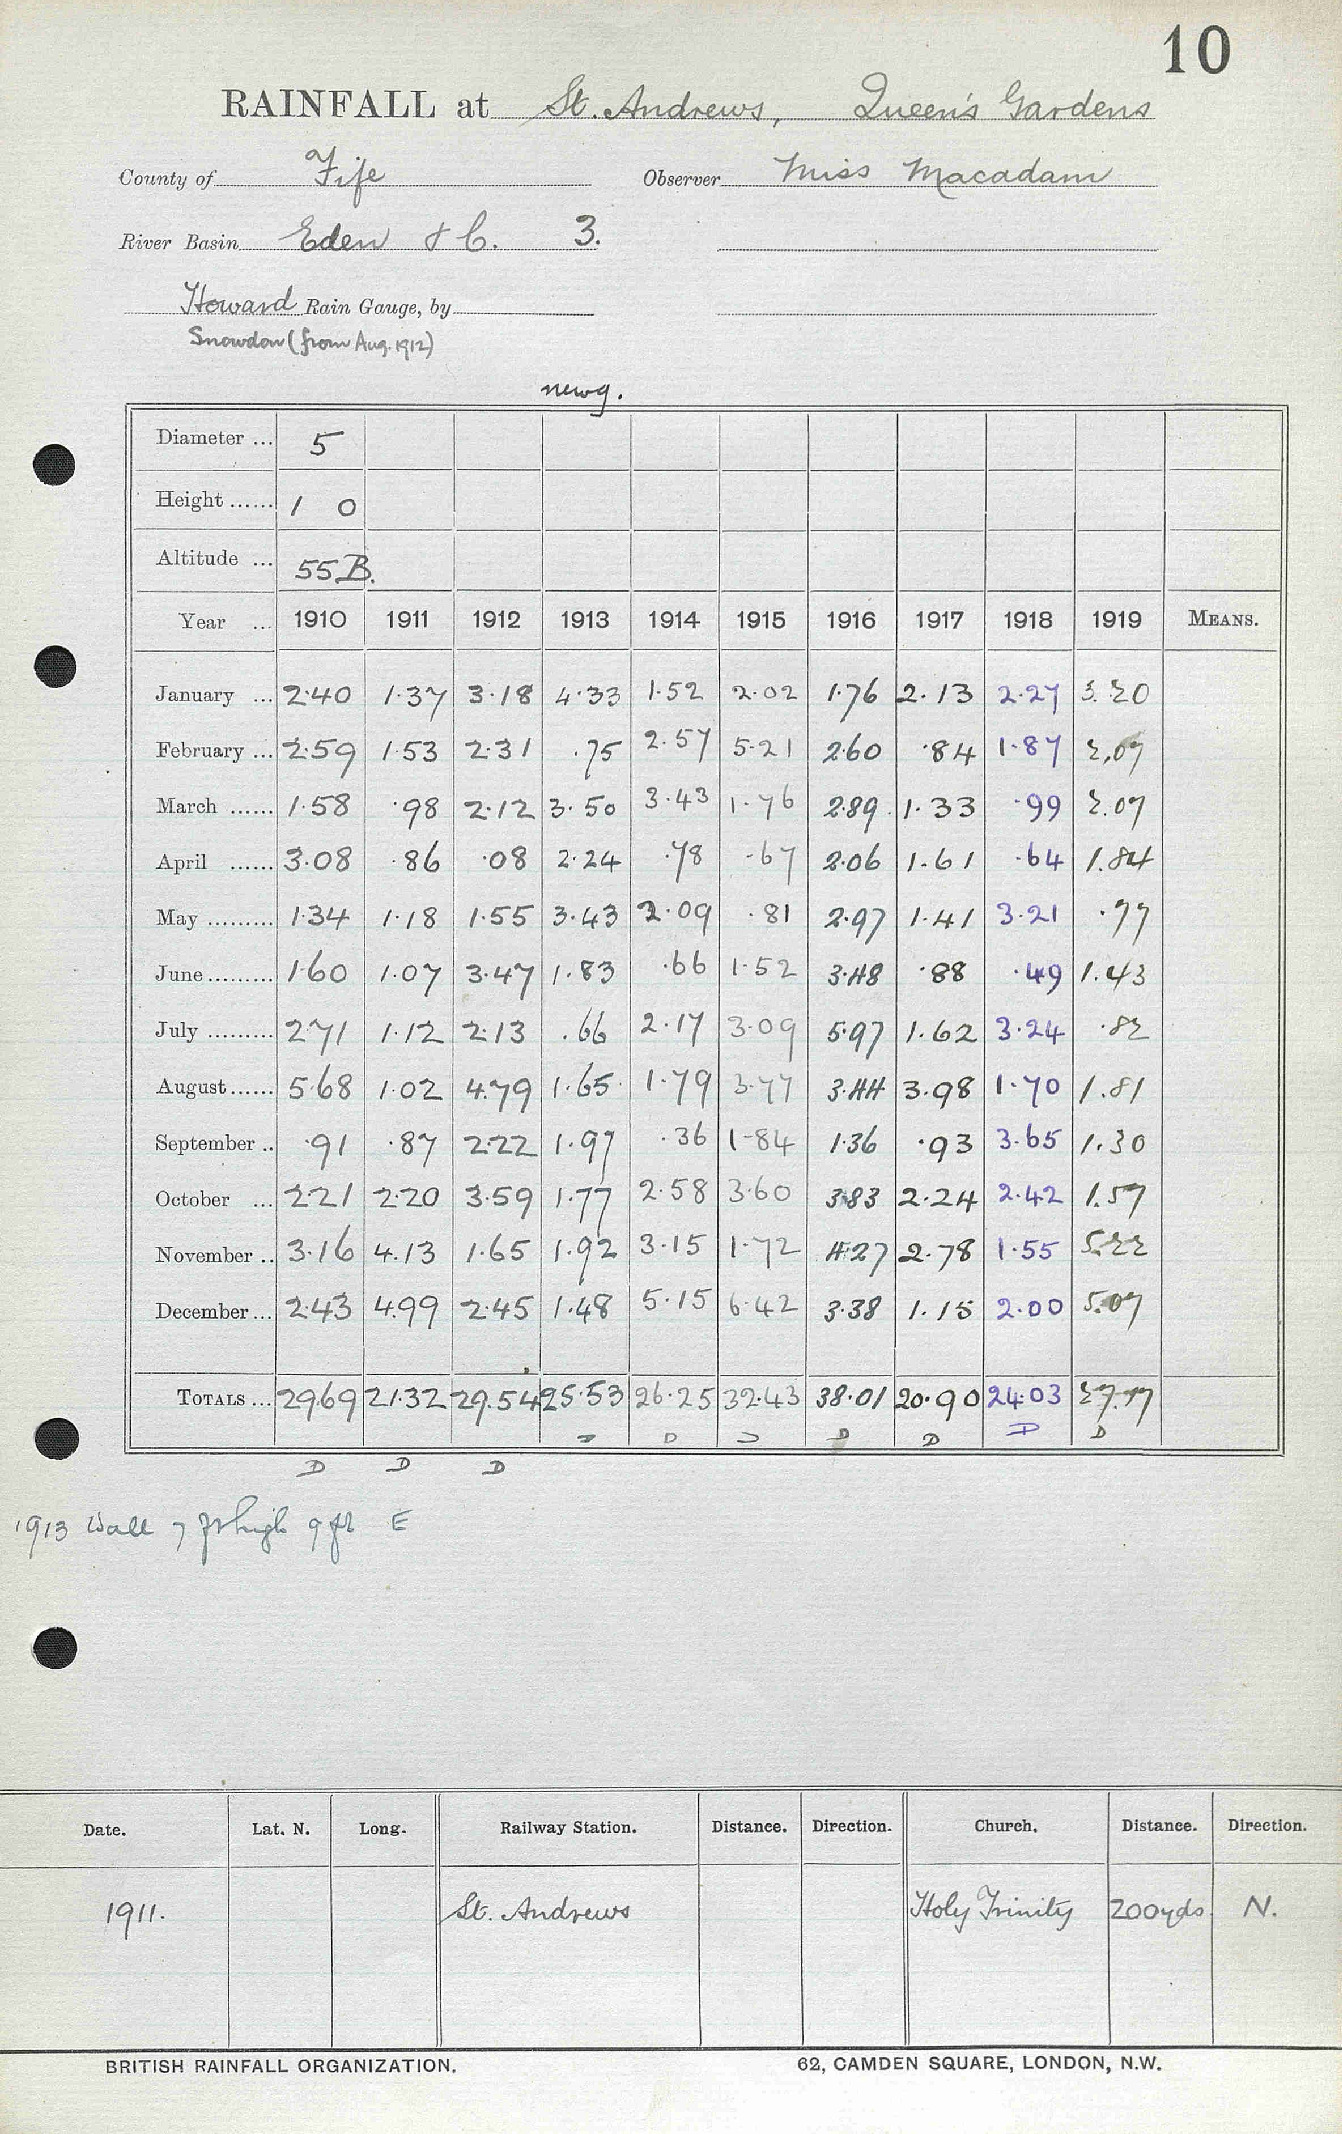 10
RAINFALL at St. Andrews, Queen's Gardens
County of Fife Observer Miss Macadam
River Basin Eden & C. 3.
Howard Rain Gauge, by
Snowdon (from Aug. 1912)
new g.
Diameter ... 5
Height ...... 1 0
Altitude ... 55 B.
Year ... 1910 1911 1912 1913 1914 1915 1916 1917 1918 1919 MEANS.
January ... 2.40 1.37 3.18 4.33 1.52 2.02 1.76 2.13 2.27 3.20
February ... 2.59 1.53 2.31 .75 2.57 5.21 2.60 .84 1.87 2.07
March ...... 1.58 .98 2.12 3.50 3.43 1.76 2.89 1.33 .99 2.07
April ...... 3.08 .86 .08 2.24 .78 .67 2.06 1.61 .64 1.84
May ......... 1.34 1.18 1.55 3.43 2.09 .81 2.97 1.41 3.21 .77
June ......... 1.60 1.07 3.47 1.83 .66 1.52 3.48 .88 .49 1.43
July ......... 2.71 1.12 2.13 .66 2.17 3.09 5.97 1.62 3.24 .82
August ...... 5.68 1.02 4.79 1.65 1.79 3.77 3.44 3.98 1.70 1.81
September .. .91 .87 2.22 1.97 .36 1.84 1.36 .93 3.65 1.30
October ... 2.21 2.20 3.59 1.77 2.58 3.60 3.83 2.24 2.42 1.57
November .. 3.16 4.13 1.65 1.92 3.15 1.72 4.27 2.78 1.55 5.22
December ... 2.43 4.99 2.45 1.48 5.15 6.42 3.38 1.15 2.00 5.07
TOTALS ... 29.69 21.32 29.54 25.53 26.25 32.43 38.01 20.90 24.03 27.17
D D D D D D D
D D D
1913 Wall 7 ft high 9 ft E
Date. Lat. N. Long. Railway Station. Distance. Direction. Church. Distance. Direction.
1911. St. Andrews Holy Trinity 200yds N.
BRITISH RAINFALL ORGANIZATION. 62, CAMDEN SQUARE, LONDON, N.W.